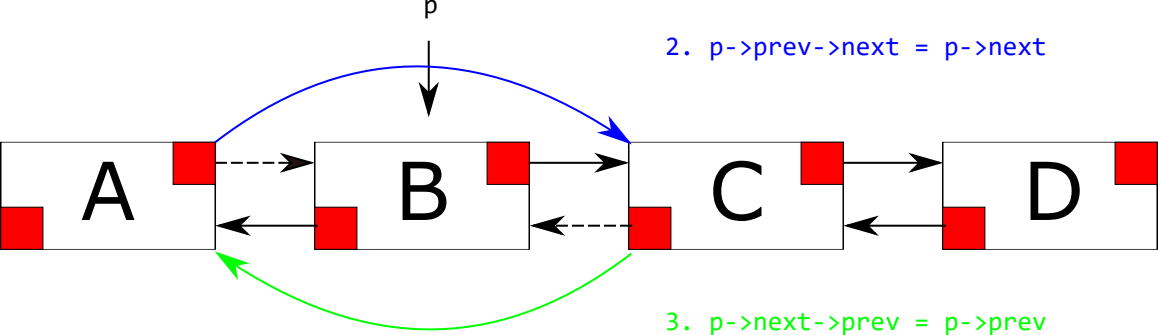 p
2. p->prev->next = p->next
A B C D
3. p->next->prev = p->prev